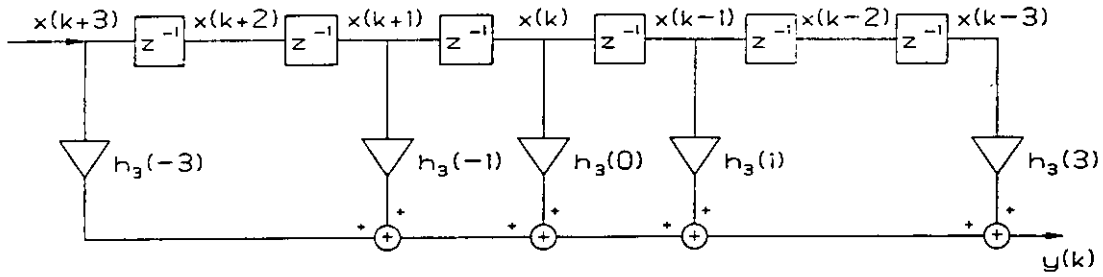 x(k+3) x(k+2) x(k+1) x(k) x(k-1) x(k-2) x(k-3)
z⁻¹ z⁻¹ z⁻¹ z⁻¹ z⁻¹ z⁻¹
h₃(-3) h₃(-1) h₃(0) h₃(i) h₃(3)
+ + + + + + + +
+ + + +
y(k)